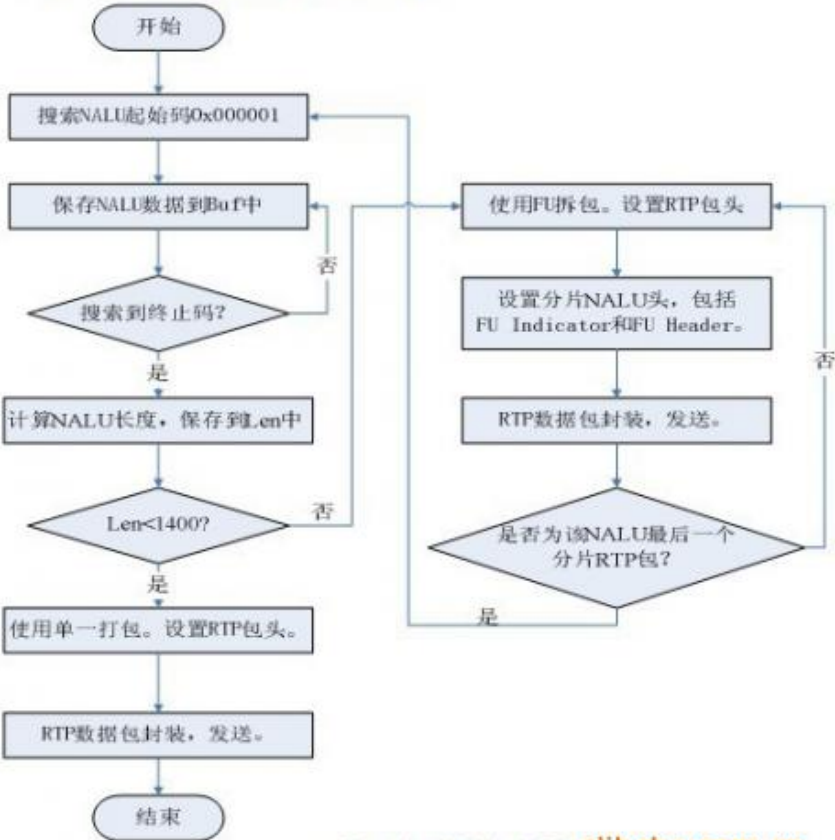 开始
搜索NALU起始码0x000001
保存NALU数据到Buf中
否
搜索到终止码?
是
计算NALU长度，保存到Len中
Len<1400?
否
是
使用单一打包。设置RTP包头。
RTP数据包封装，发送。
结束
使用FU拆包。设置RTP包头
设置分片NALU头，包括
FU Indicator和FU Header。
RTP数据包封装，发送。
是否为该NALU最后一个
分片RTP包?
否
是